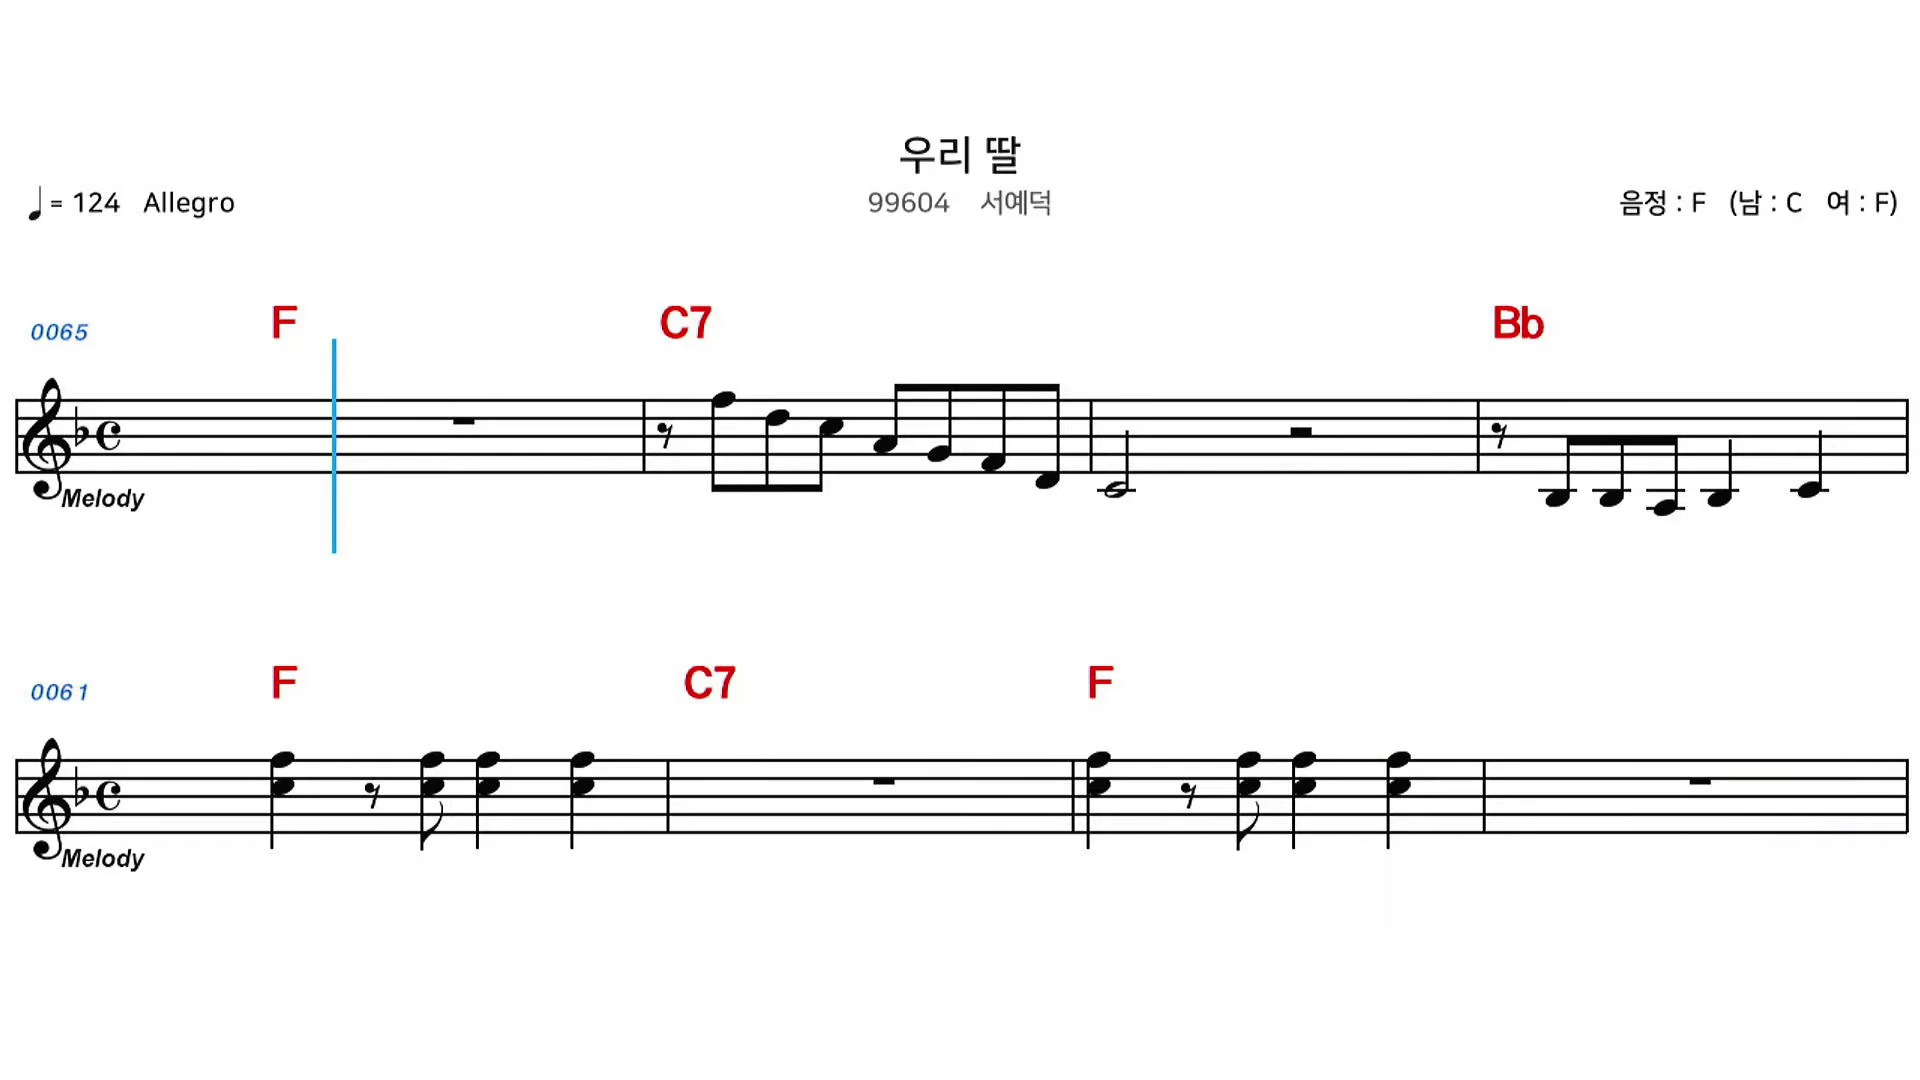 우리 딸
♩= 124 Allegro 99604 서예덕 음정 : F (남 : C 여 : F)
0065 F C7 Bb
Melody
0061 F C7 F
Melody